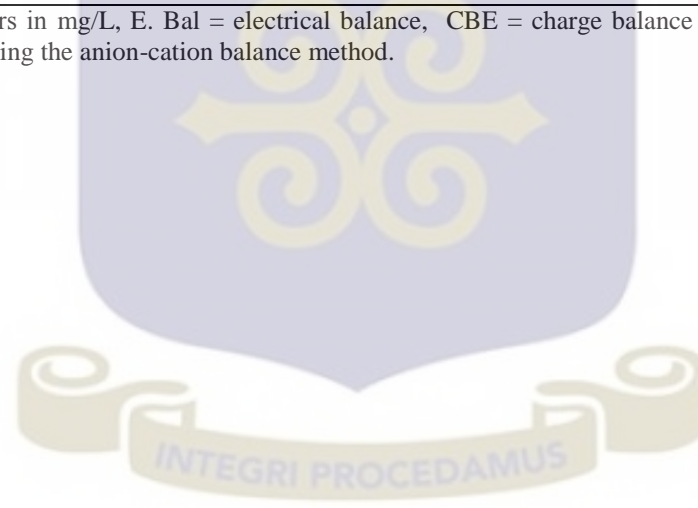 rs in mg/L, E. Bal = electrical balance, CBE = charge balance
ing the anion-cation balance method.
INTEGRI PROCEDAMUS